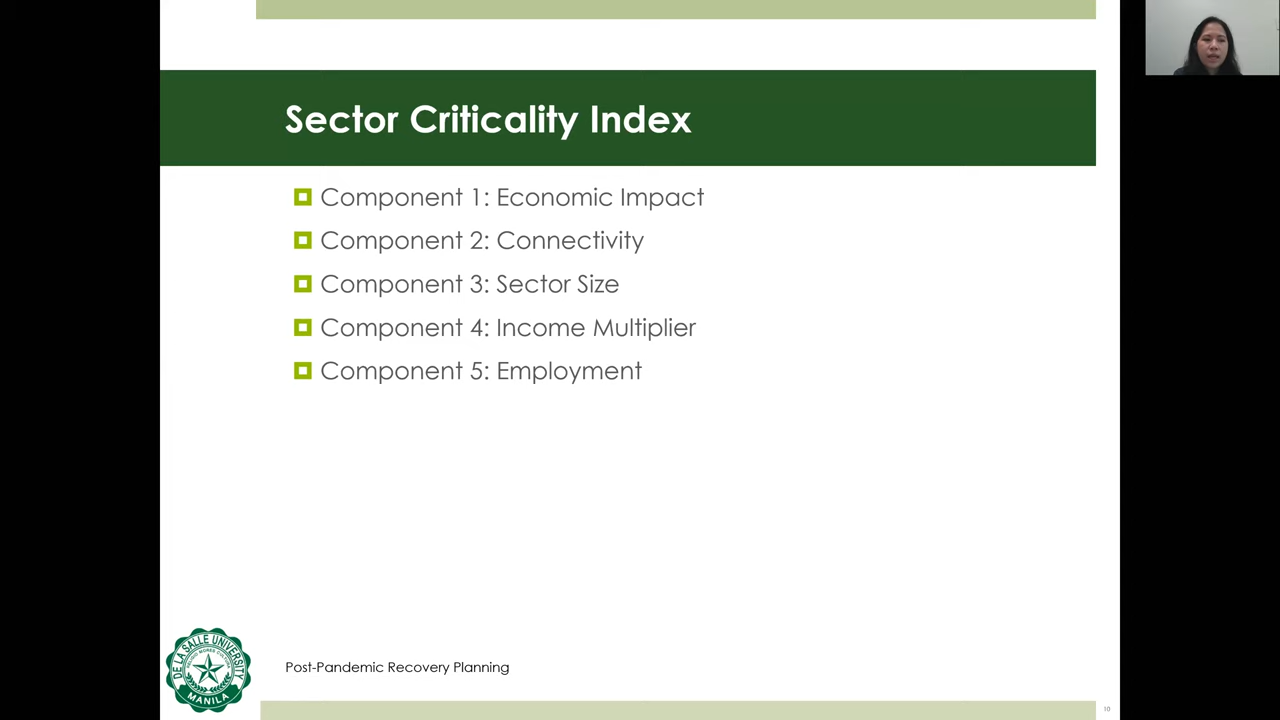 Sector Criticality Index
Component 1: Economic Impact
Component 2: Connectivity
Component 3: Sector Size
Component 4: Income Multiplier
Component 5: Employment
DE LA SALLE UNIVERSITY
MANILA
Post-Pandemic Recovery Planning
10